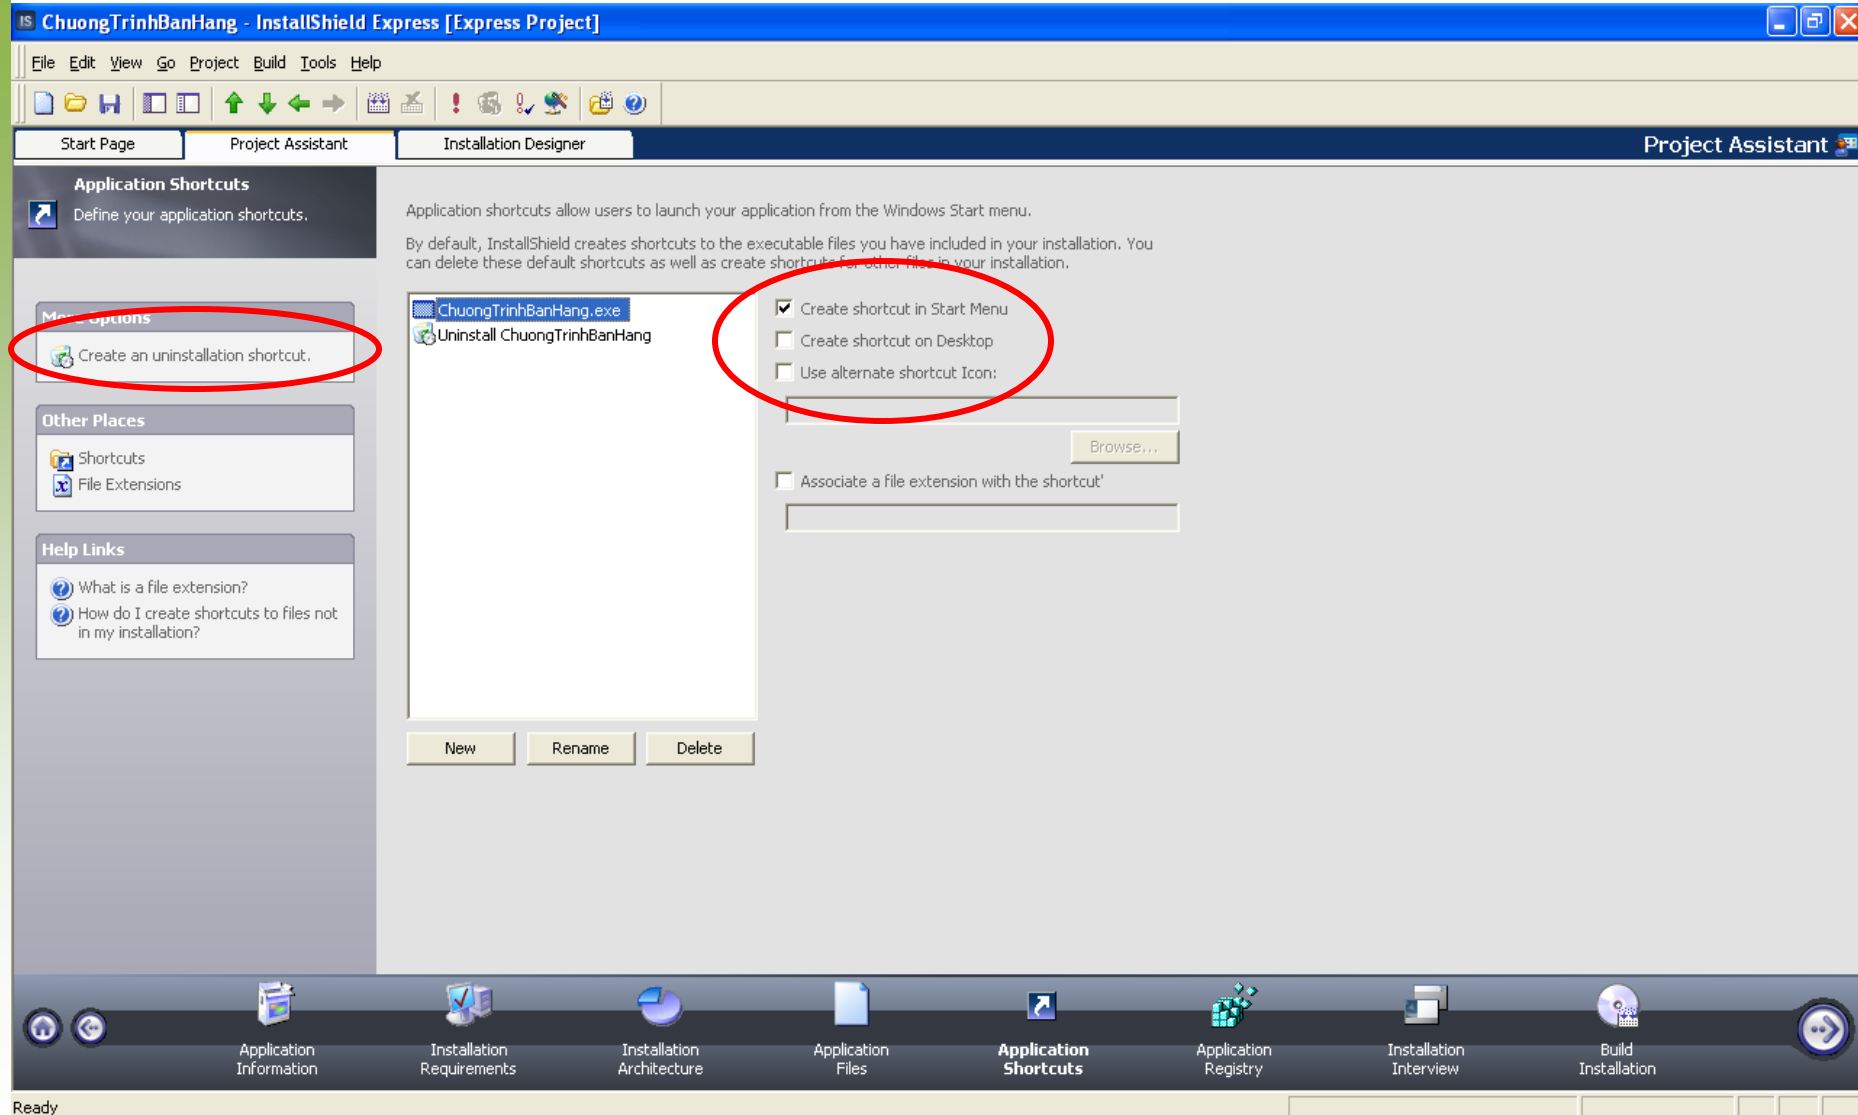 ChuongTrinhBanHang - InstallShield Express [Express Project]
File Edit View Go Project Build Tools Help
Start Page Project Assistant Installation Designer Project Assistant
Application Shortcuts
Define your application shortcuts.
Application shortcuts allow users to launch your application from the Windows Start menu.
By default, InstallShield creates shortcuts to the executable files you have included in your installation. You
can delete these default shortcuts as well as create shortcuts for other files in your installation.
More Options
Create an uninstallation shortcut.
Other Places
Shortcuts
File Extensions
Help Links
What is a file extension?
How do I create shortcuts to files not
in my installation?
ChuongTrinhBanHang.exe
Uninstall ChuongTrinhBanHang
Create shortcut in Start Menu
Create shortcut on Desktop
Use alternate shortcut Icon:
Browse...
Associate a file extension with the shortcut'
New Rename Delete
Application
Information
Installation
Requirements
Installation
Architecture
Application
Files
Application
Shortcuts
Application
Registry
Installation
Interview
Build
Installation
Ready